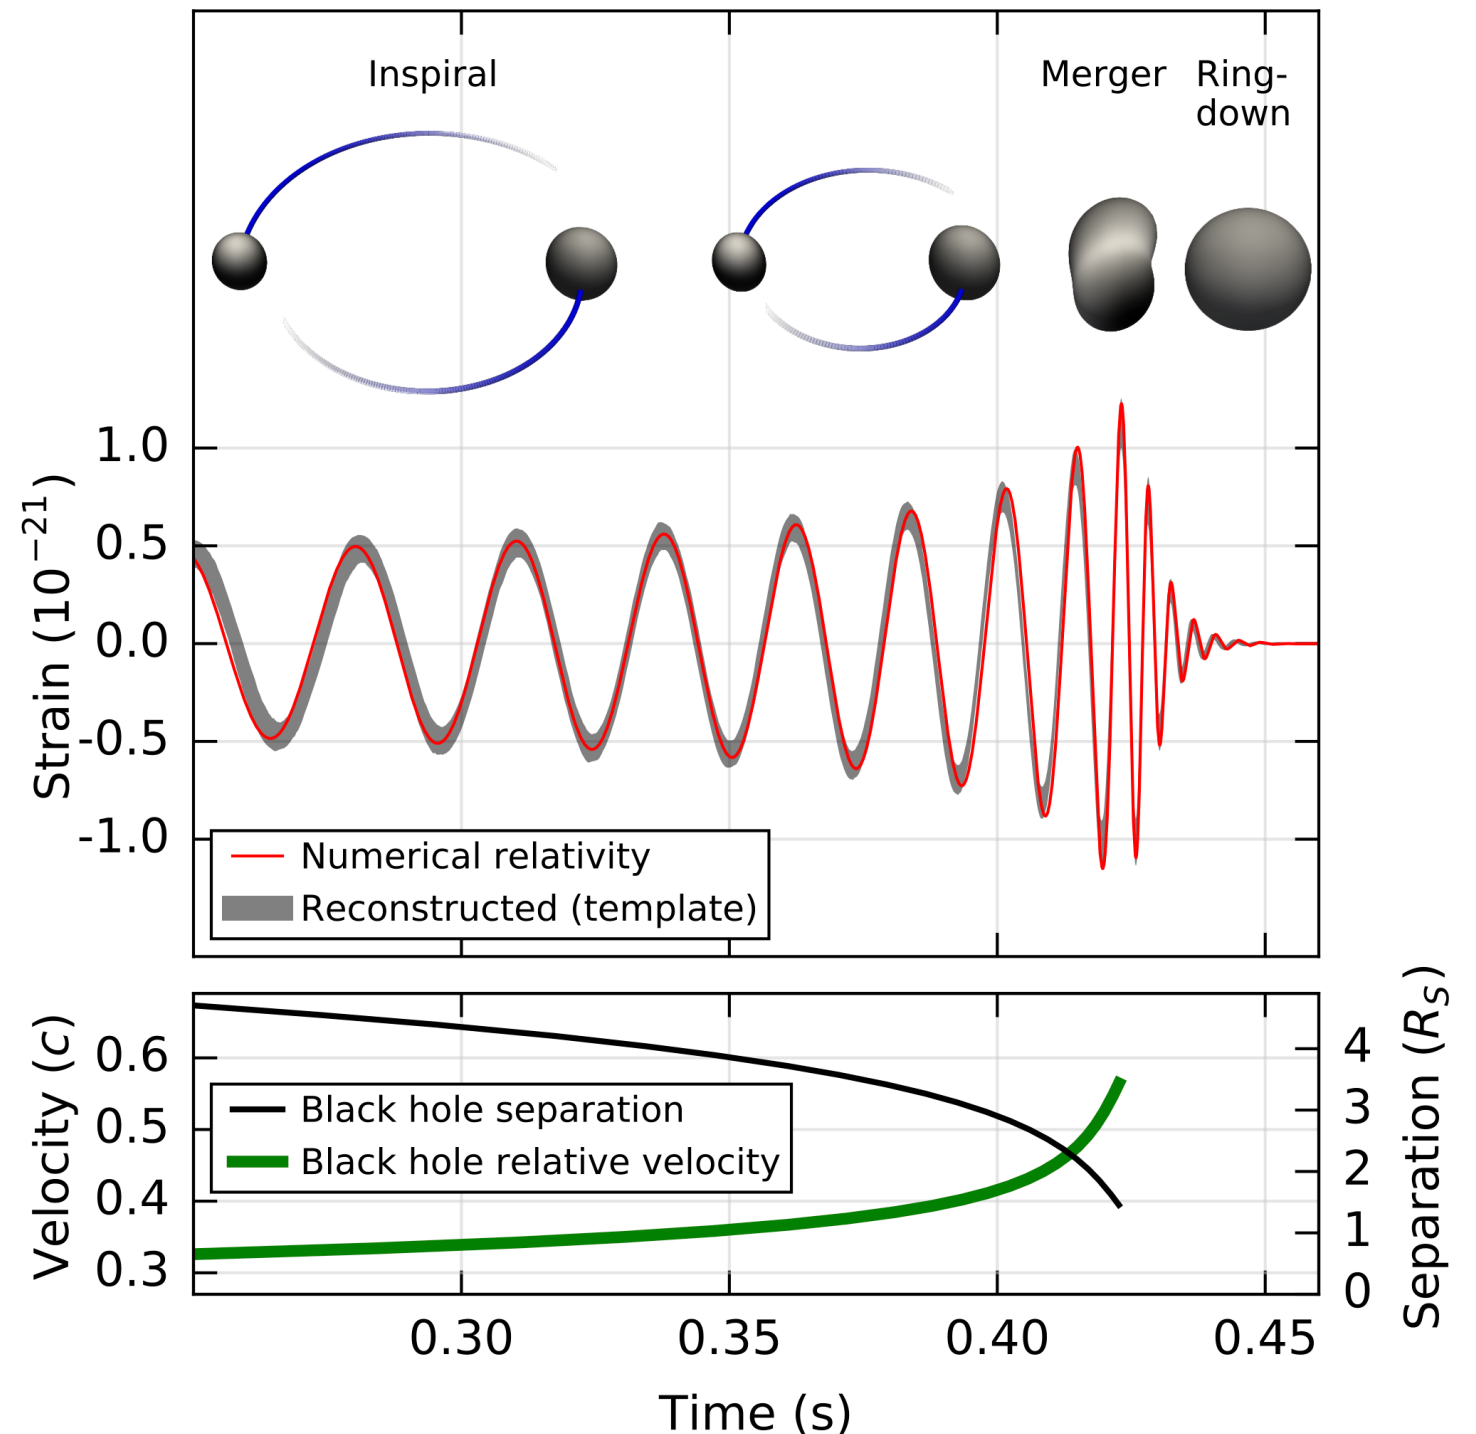 Inspiral
Merger
Ring-
down
1.0
0.5
0.0
-0.5
-1.0
Strain (10⁻²¹)
Numerical relativity
Reconstructed (template)
0.6
0.5
0.4
0.3
Velocity (c)
Black hole separation
Black hole relative velocity
4
3
2
1
0
Separation (R_S)
0.30
0.35
0.40
0.45
Time (s)